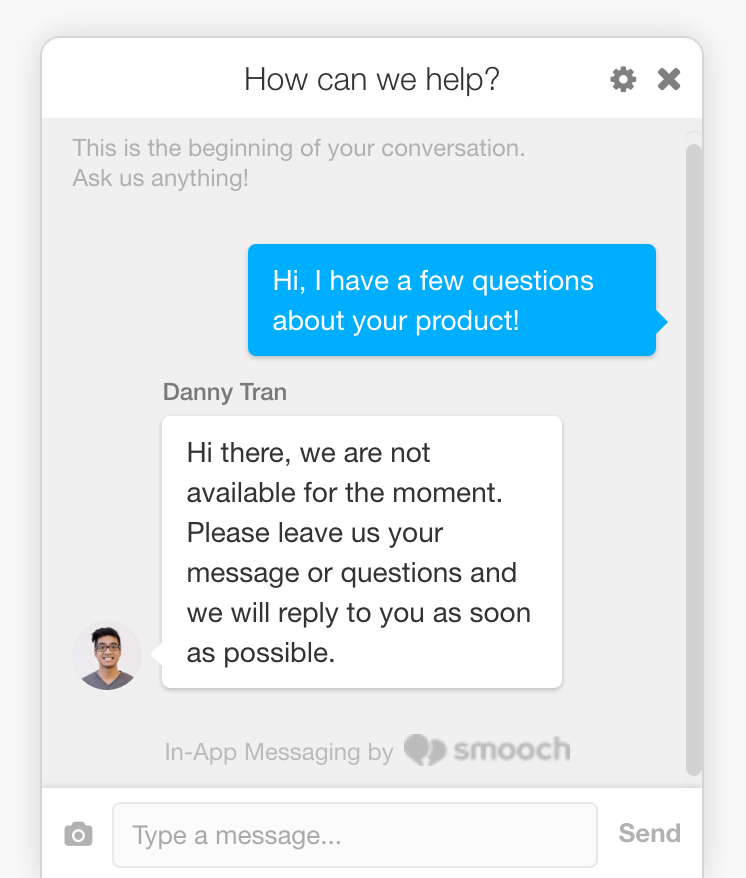 How can we help?
This is the beginning of your conversation.
Ask us anything!
Hi, I have a few questions
about your product!
Danny Tran
Hi there, we are not
available for the moment.
Please leave us your
message or questions and
we will reply to you as soon
as possible.
In-App Messaging by smooch
Type a message...
Send